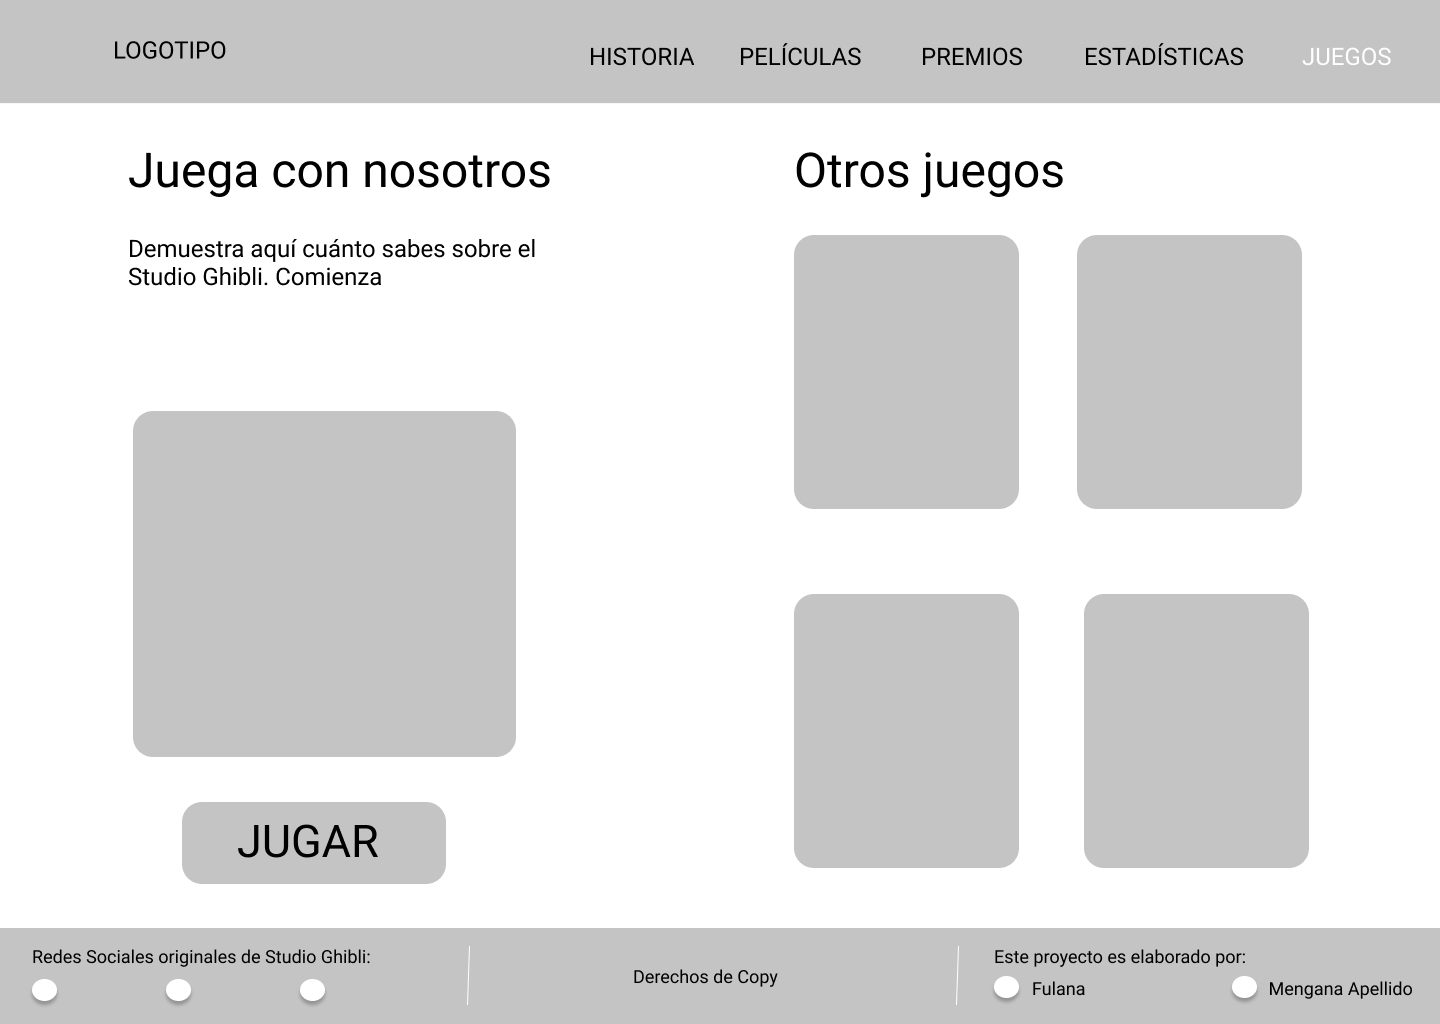 LOGOTIPO
HISTORIA
PELÍCULAS
PREMIOS
ESTADÍSTICAS
JUEGOS
Juega con nosotros
Demuestra aquí cuánto sabes sobre el
Studio Ghibli. Comienza
JUGAR
Otros juegos
Redes Sociales originales de Studio Ghibli:
Derechos de Copy
Este proyecto es elaborado por:
Fulana
Mengana Apellido